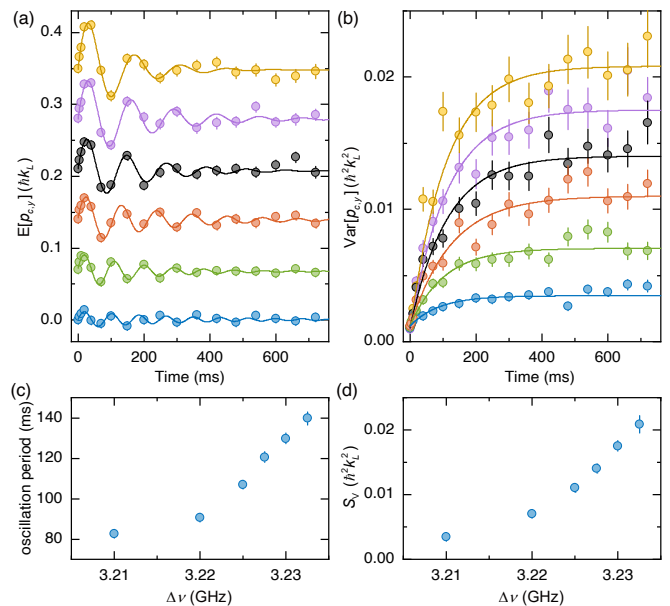 (a)
E[p_{c,y}] (ħk_L)
0.4
0.3
0.2
0.1
0.0
0 200 400 600
Time (ms)
(b)
Var[p_{c,y}] (ħ²k_L²)
0.02
0.01
0.00
0 200 400 600
Time (ms)
(c)
oscillation period (ms)
140
120
100
80
3.21 3.22 3.23
Δν (GHz)
(d)
S_v (ħ²k_L²)
0.02
0.01
0.00
3.21 3.22 3.23
Δν (GHz)